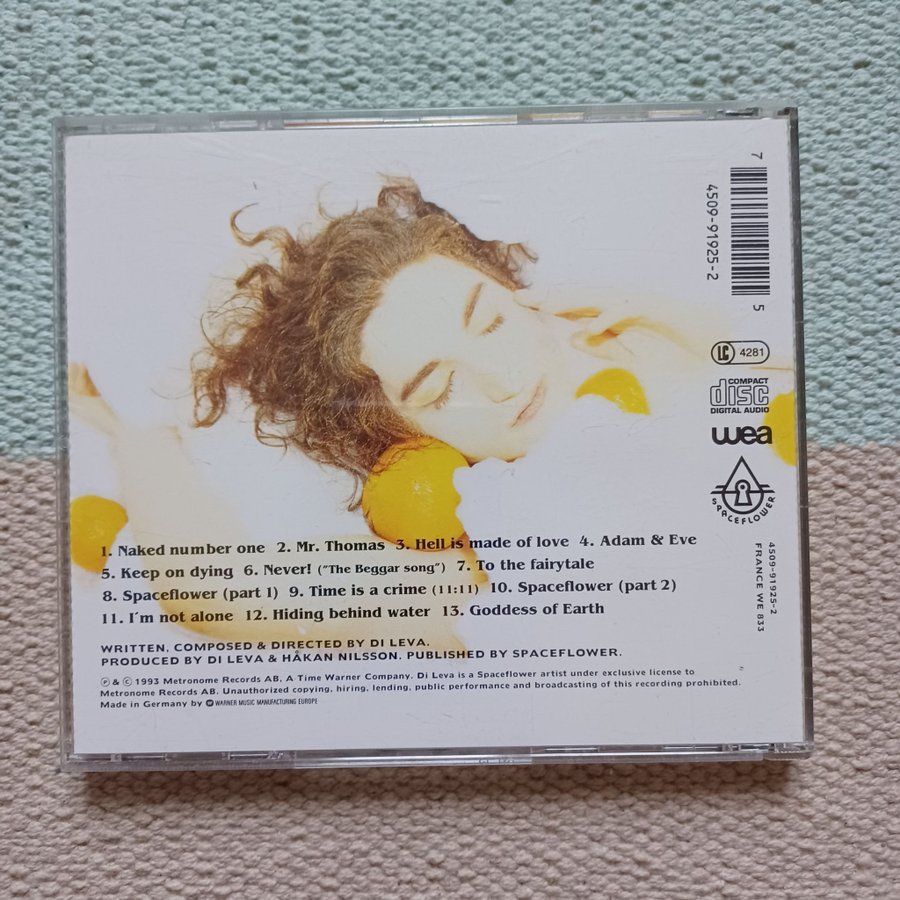 7
4509-91925-2
5
LC 4281
COMPACT
disc
DIGITAL AUDIO
wea
SPACEFLOWER
4509-91925-2
FRANCE WE 833
1. Naked number one 2. Mr. Thomas 3. Hell is made of love 4. Adam & Eve
5. Keep on dying 6. Never! ("The Beggar song") 7. To the fairytale
8. Spaceflower (part 1) 9. Time is a crime (11:11) 10. Spaceflower (part 2)
11. I´m not alone 12. Hiding behind water 13. Goddess of Earth
WRITTEN, COMPOSED & DIRECTED BY DI LEVA.
PRODUCED BY DI LEVA & HÅKAN NILSSON. PUBLISHED BY SPACEFLOWER.
℗ & © 1993 Metronome Records AB, A Time Warner Company. Di Leva is a Spaceflower artist under exclusive license to
Metronome Records AB. Unauthorized copying, hiring, lending, public performance and broadcasting of this recording prohibited.
Made in Germany by WARNER MUSIC MANUFACTURING EUROPE